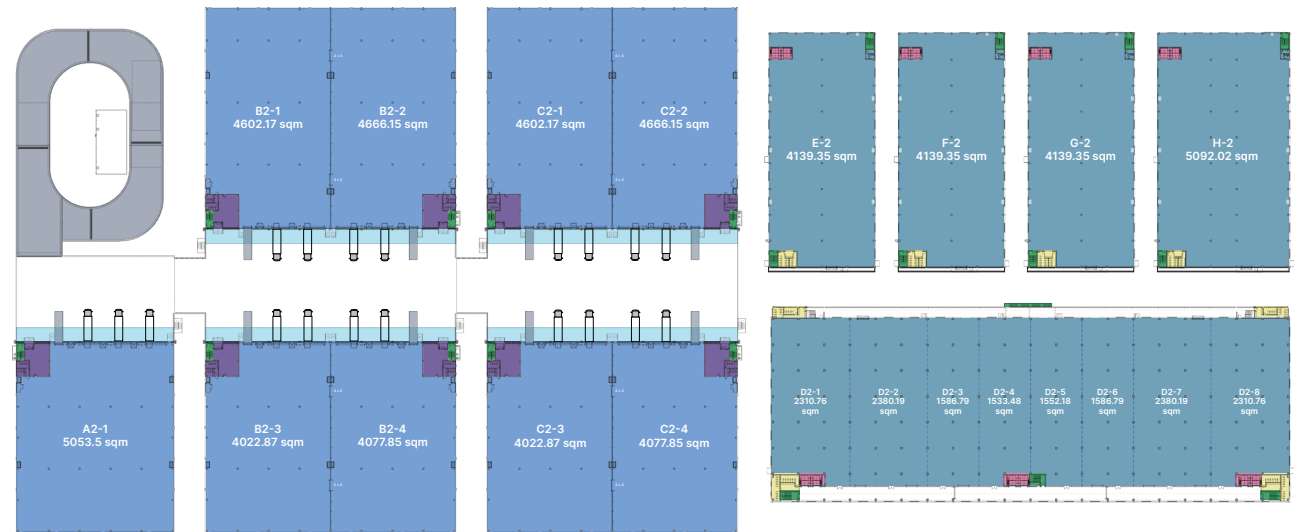 B2-1
4602.17 sqm
B2-2
4666.15 sqm
C2-1
4602.17 sqm
C2-2
4666.15 sqm
E-2
4139.35 sqm
F-2
4139.35 sqm
G-2
4139.35 sqm
H-2
5092.02 sqm
A2-1
5053.5 sqm
B2-3
4022.87 sqm
B2-4
4077.85 sqm
C2-3
4022.87 sqm
C2-4
4077.85 sqm
D2-1
2310.76
sqm
D2-2
2380.19
sqm
D2-3
1586.79
sqm
D2-4
1533.48
sqm
D2-5
1552.18
sqm
D2-6
1586.79
sqm
D2-7
2380.19
sqm
D2-8
2310.76
sqm